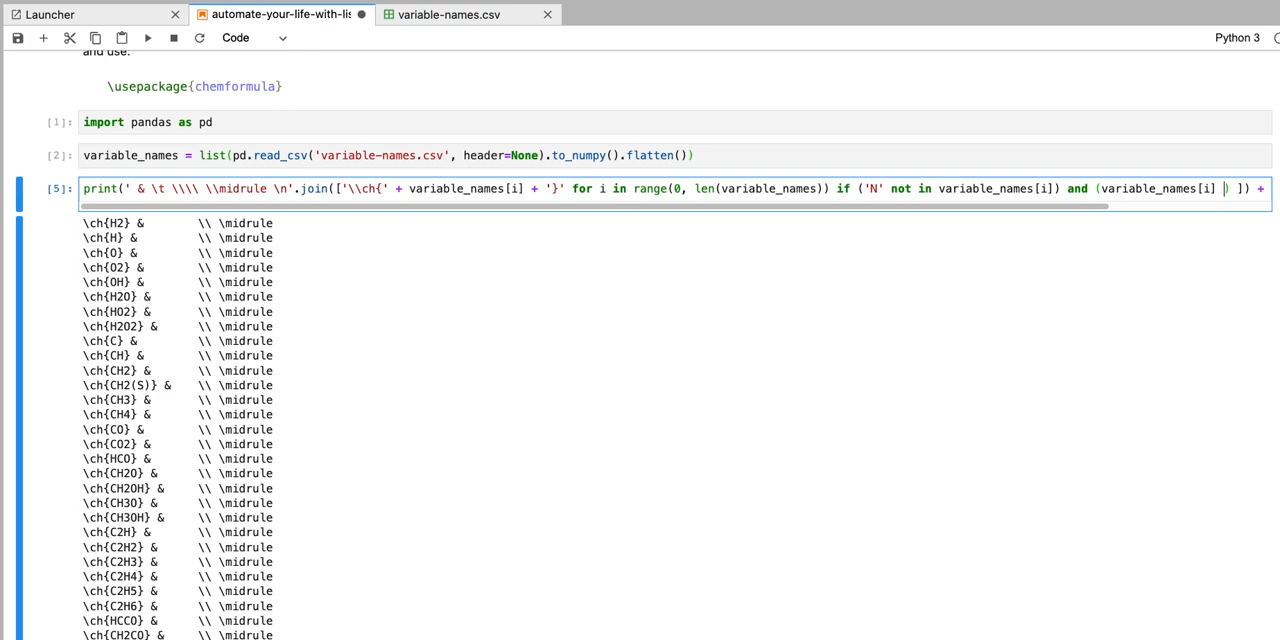 Launcher
automate-your-life-with-lis
variable-names.csv
Code
Python 3
and use:
\usepackage{chemformula}
[1]: import pandas as pd
[2]: variable_names = list(pd.read_csv('variable-names.csv', header=None).to_numpy().flatten())
[5]: print(' & \t \\\\ \\midrule \n'.join(['\\ch{' + variable_names[i] + '}' for i in range(0, len(variable_names)) if ('N' not in variable_names[i]) and (variable_names[i] ) ]) +
\ch{H2} & \\ \midrule
\ch{H} & \\ \midrule
\ch{O} & \\ \midrule
\ch{O2} & \\ \midrule
\ch{OH} & \\ \midrule
\ch{H2O} & \\ \midrule
\ch{HO2} & \\ \midrule
\ch{H2O2} & \\ \midrule
\ch{C} & \\ \midrule
\ch{CH} & \\ \midrule
\ch{CH2} & \\ \midrule
\ch{CH2(S)} & \\ \midrule
\ch{CH3} & \\ \midrule
\ch{CH4} & \\ \midrule
\ch{CO} & \\ \midrule
\ch{CO2} & \\ \midrule
\ch{HCO} & \\ \midrule
\ch{CH2O} & \\ \midrule
\ch{CH2OH} & \\ \midrule
\ch{CH3O} & \\ \midrule
\ch{CH3OH} & \\ \midrule
\ch{C2H} & \\ \midrule
\ch{C2H2} & \\ \midrule
\ch{C2H3} & \\ \midrule
\ch{C2H4} & \\ \midrule
\ch{C2H5} & \\ \midrule
\ch{C2H6} & \\ \midrule
\ch{HCCO} & \\ \midrule
\ch{CH2CO} & \\ \midrule